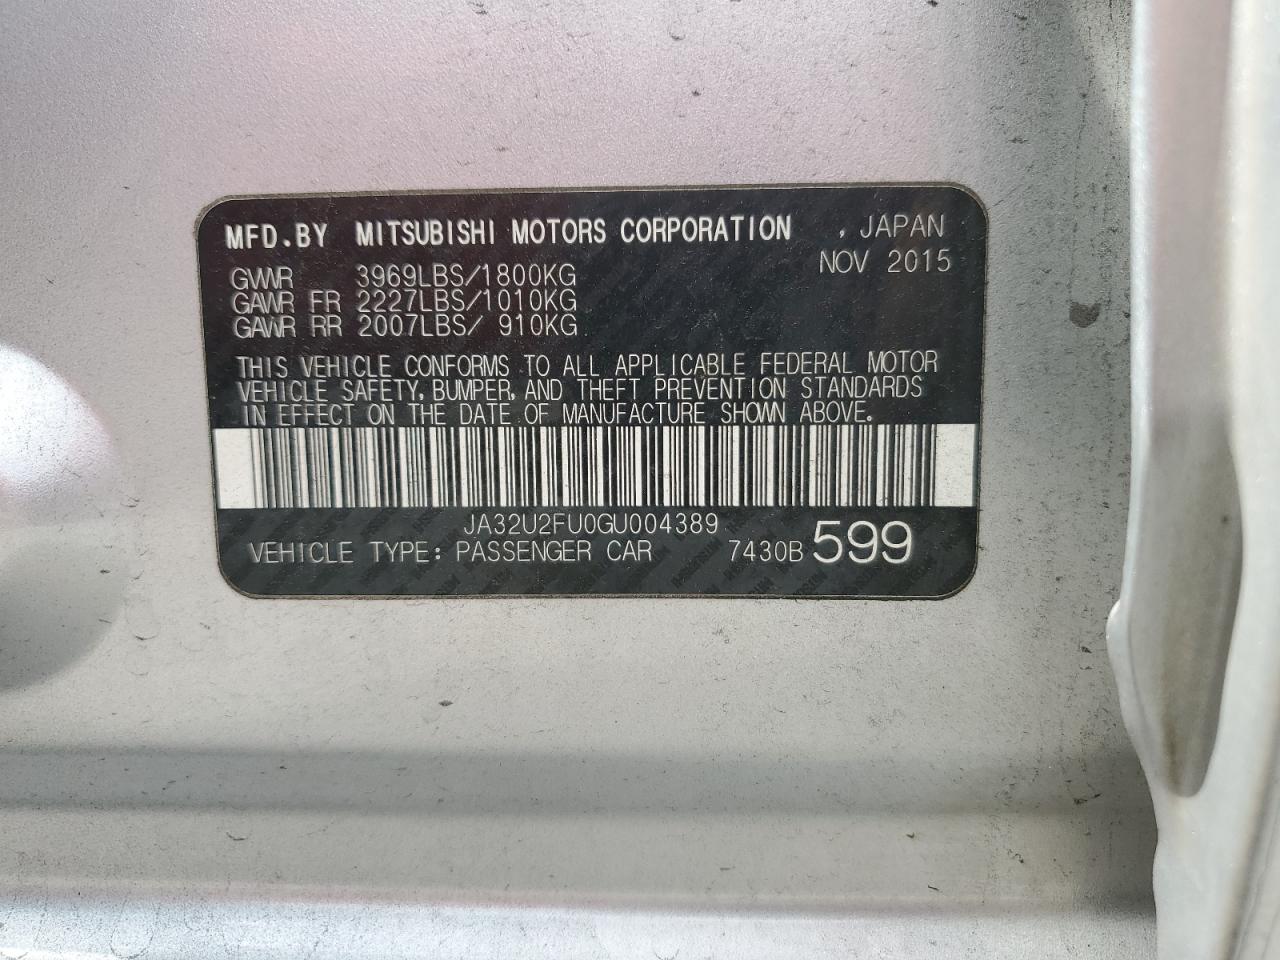 MFD.BY MITSUBISHI MOTORS CORPORATION , JAPAN
NOV 2015
GVWR 3969LBS/1800KG
GAWR FR 2227LBS/1010KG
GAWR RR 2007LBS/ 910KG
THIS VEHICLE CONFORMS TO ALL APPLICABLE FEDERAL MOTOR
VEHICLE SAFETY, BUMPER, AND THEFT PREVENTION STANDARDS
IN EFFECT ON THE DATE OF MANUFACTURE SHOWN ABOVE.
JA32U2FU0GU004389
VEHICLE TYPE: PASSENGER CAR 7430B 599